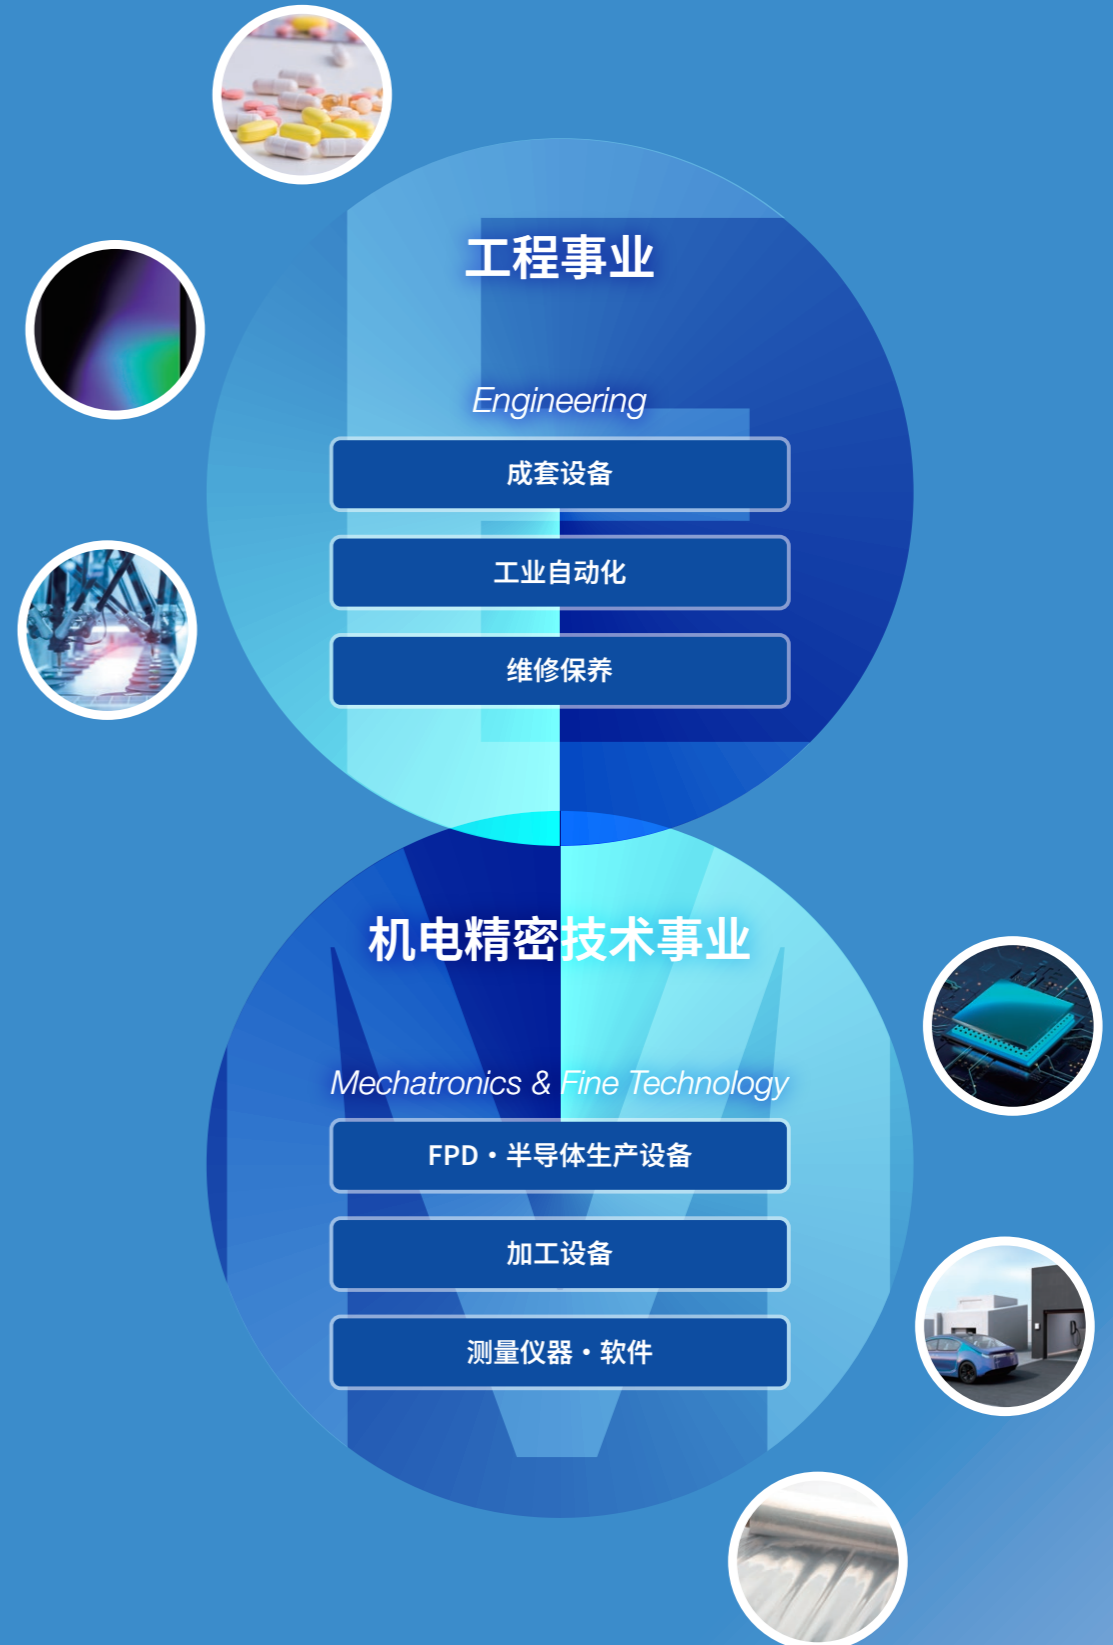 工程事业
Engineering
成套设备
工业自动化
维修保养
机电精密技术事业
Mechatronics & Fine Technology
FPD・半导体生产设备
加工设备
测量仪器・软件